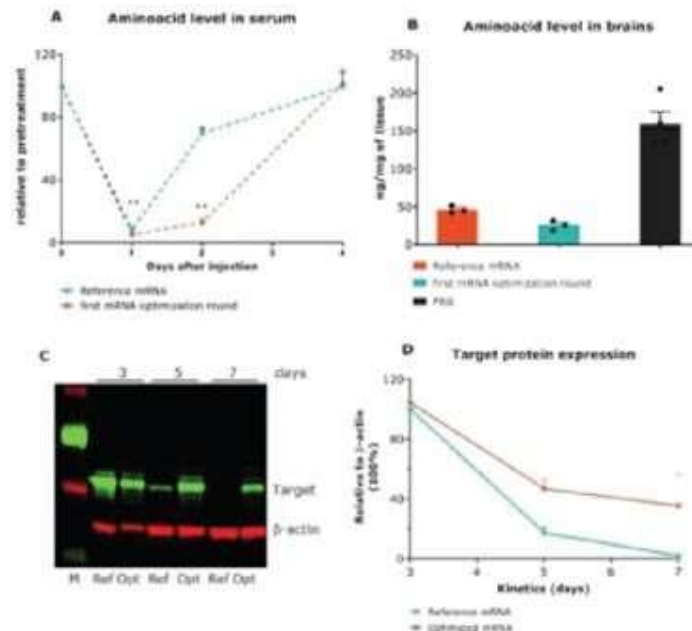 A Aminoacid level in serum
relative to pretreatment
120
80
40
0
Days after injection
Reference mRNA
first mRNA optimization round
B Aminoacid level in brains
ng/mg of tissue
250
200
150
100
50
0
Reference mRNA
first mRNA optimization round
C
3 5 7 days
Target
β-actin
M Ref Opt Ref Opt Ref Opt
D Target protein expression
Relative to β-actin
(100%)
120
80
40
0
3 4 5 6 7
Kinetics (days)
Reference mRNA
Optimized mRNA